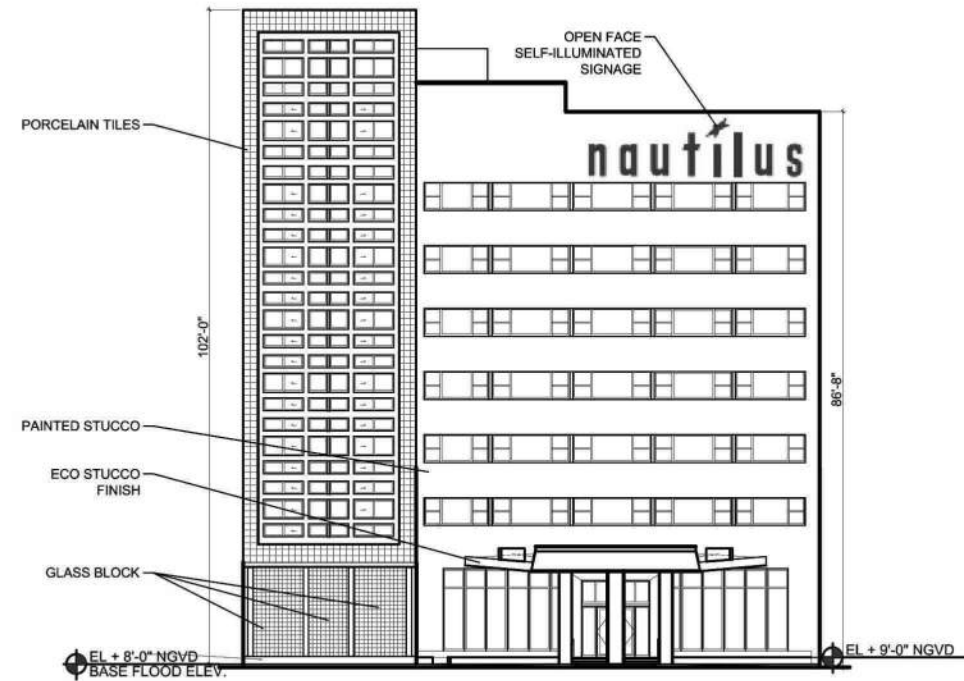 OPEN FACE
SELF-ILLUMINATED
SIGNAGE
PORCELAIN TILES
nautilus
102'-0"
86'-8"
PAINTED STUCCO
ECO STUCCO
FINISH
GLASS BLOCK
EL + 8'-0" NGVD
BASE FLOOD ELEV.
EL + 9'-0" NGVD